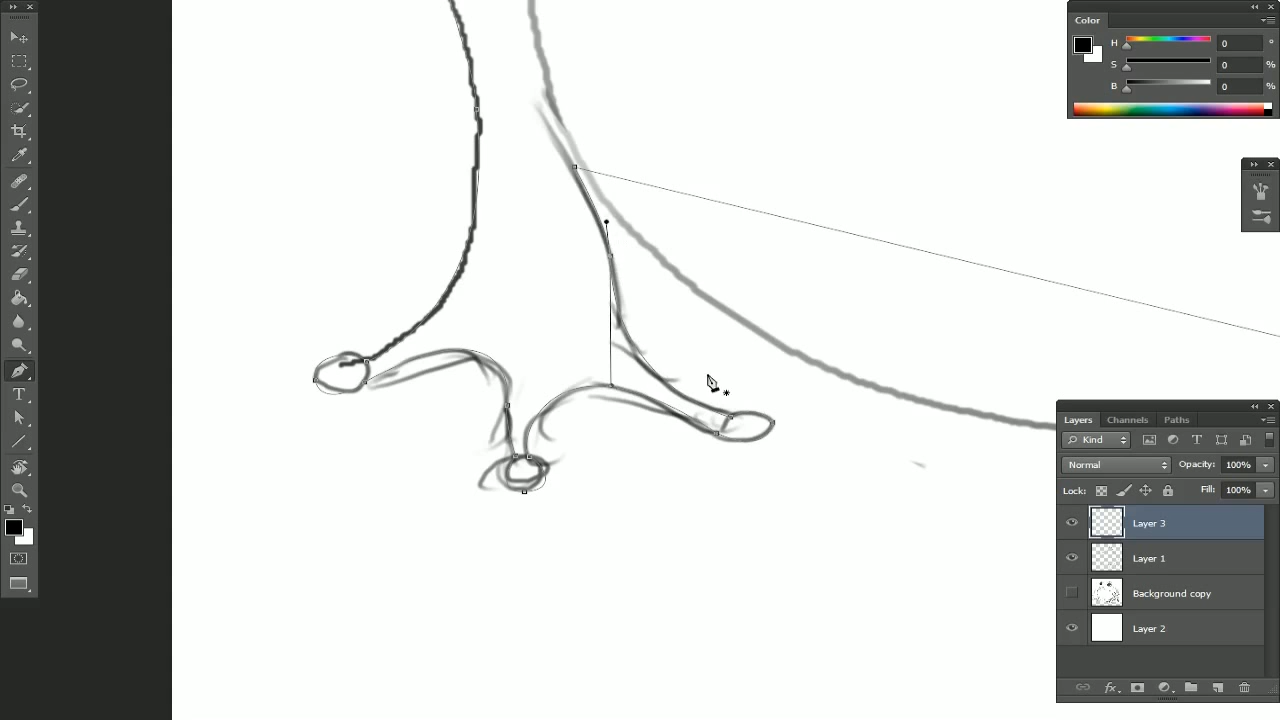 Color
H 0 °
S 0 %
B 0 %
Layers Channels Paths
Kind
Normal Opacity: 100%
Lock: Fill: 100%
Layer 3
Layer 1
Background copy
Layer 2
T
fx